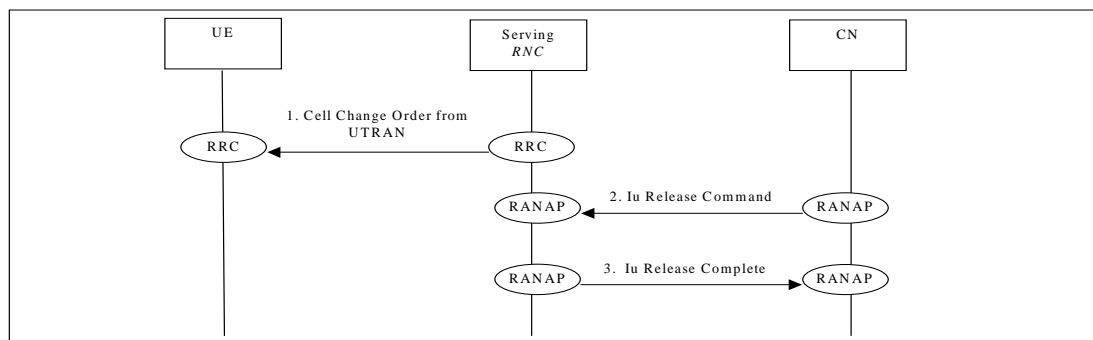 UE
Serving
RNC
CN
1. Cell Change Order from
UTRAN
RRC
RRC
2. Iu Release Command
RANAP
RANAP
3. Iu Release Complete
RANAP
RANAP